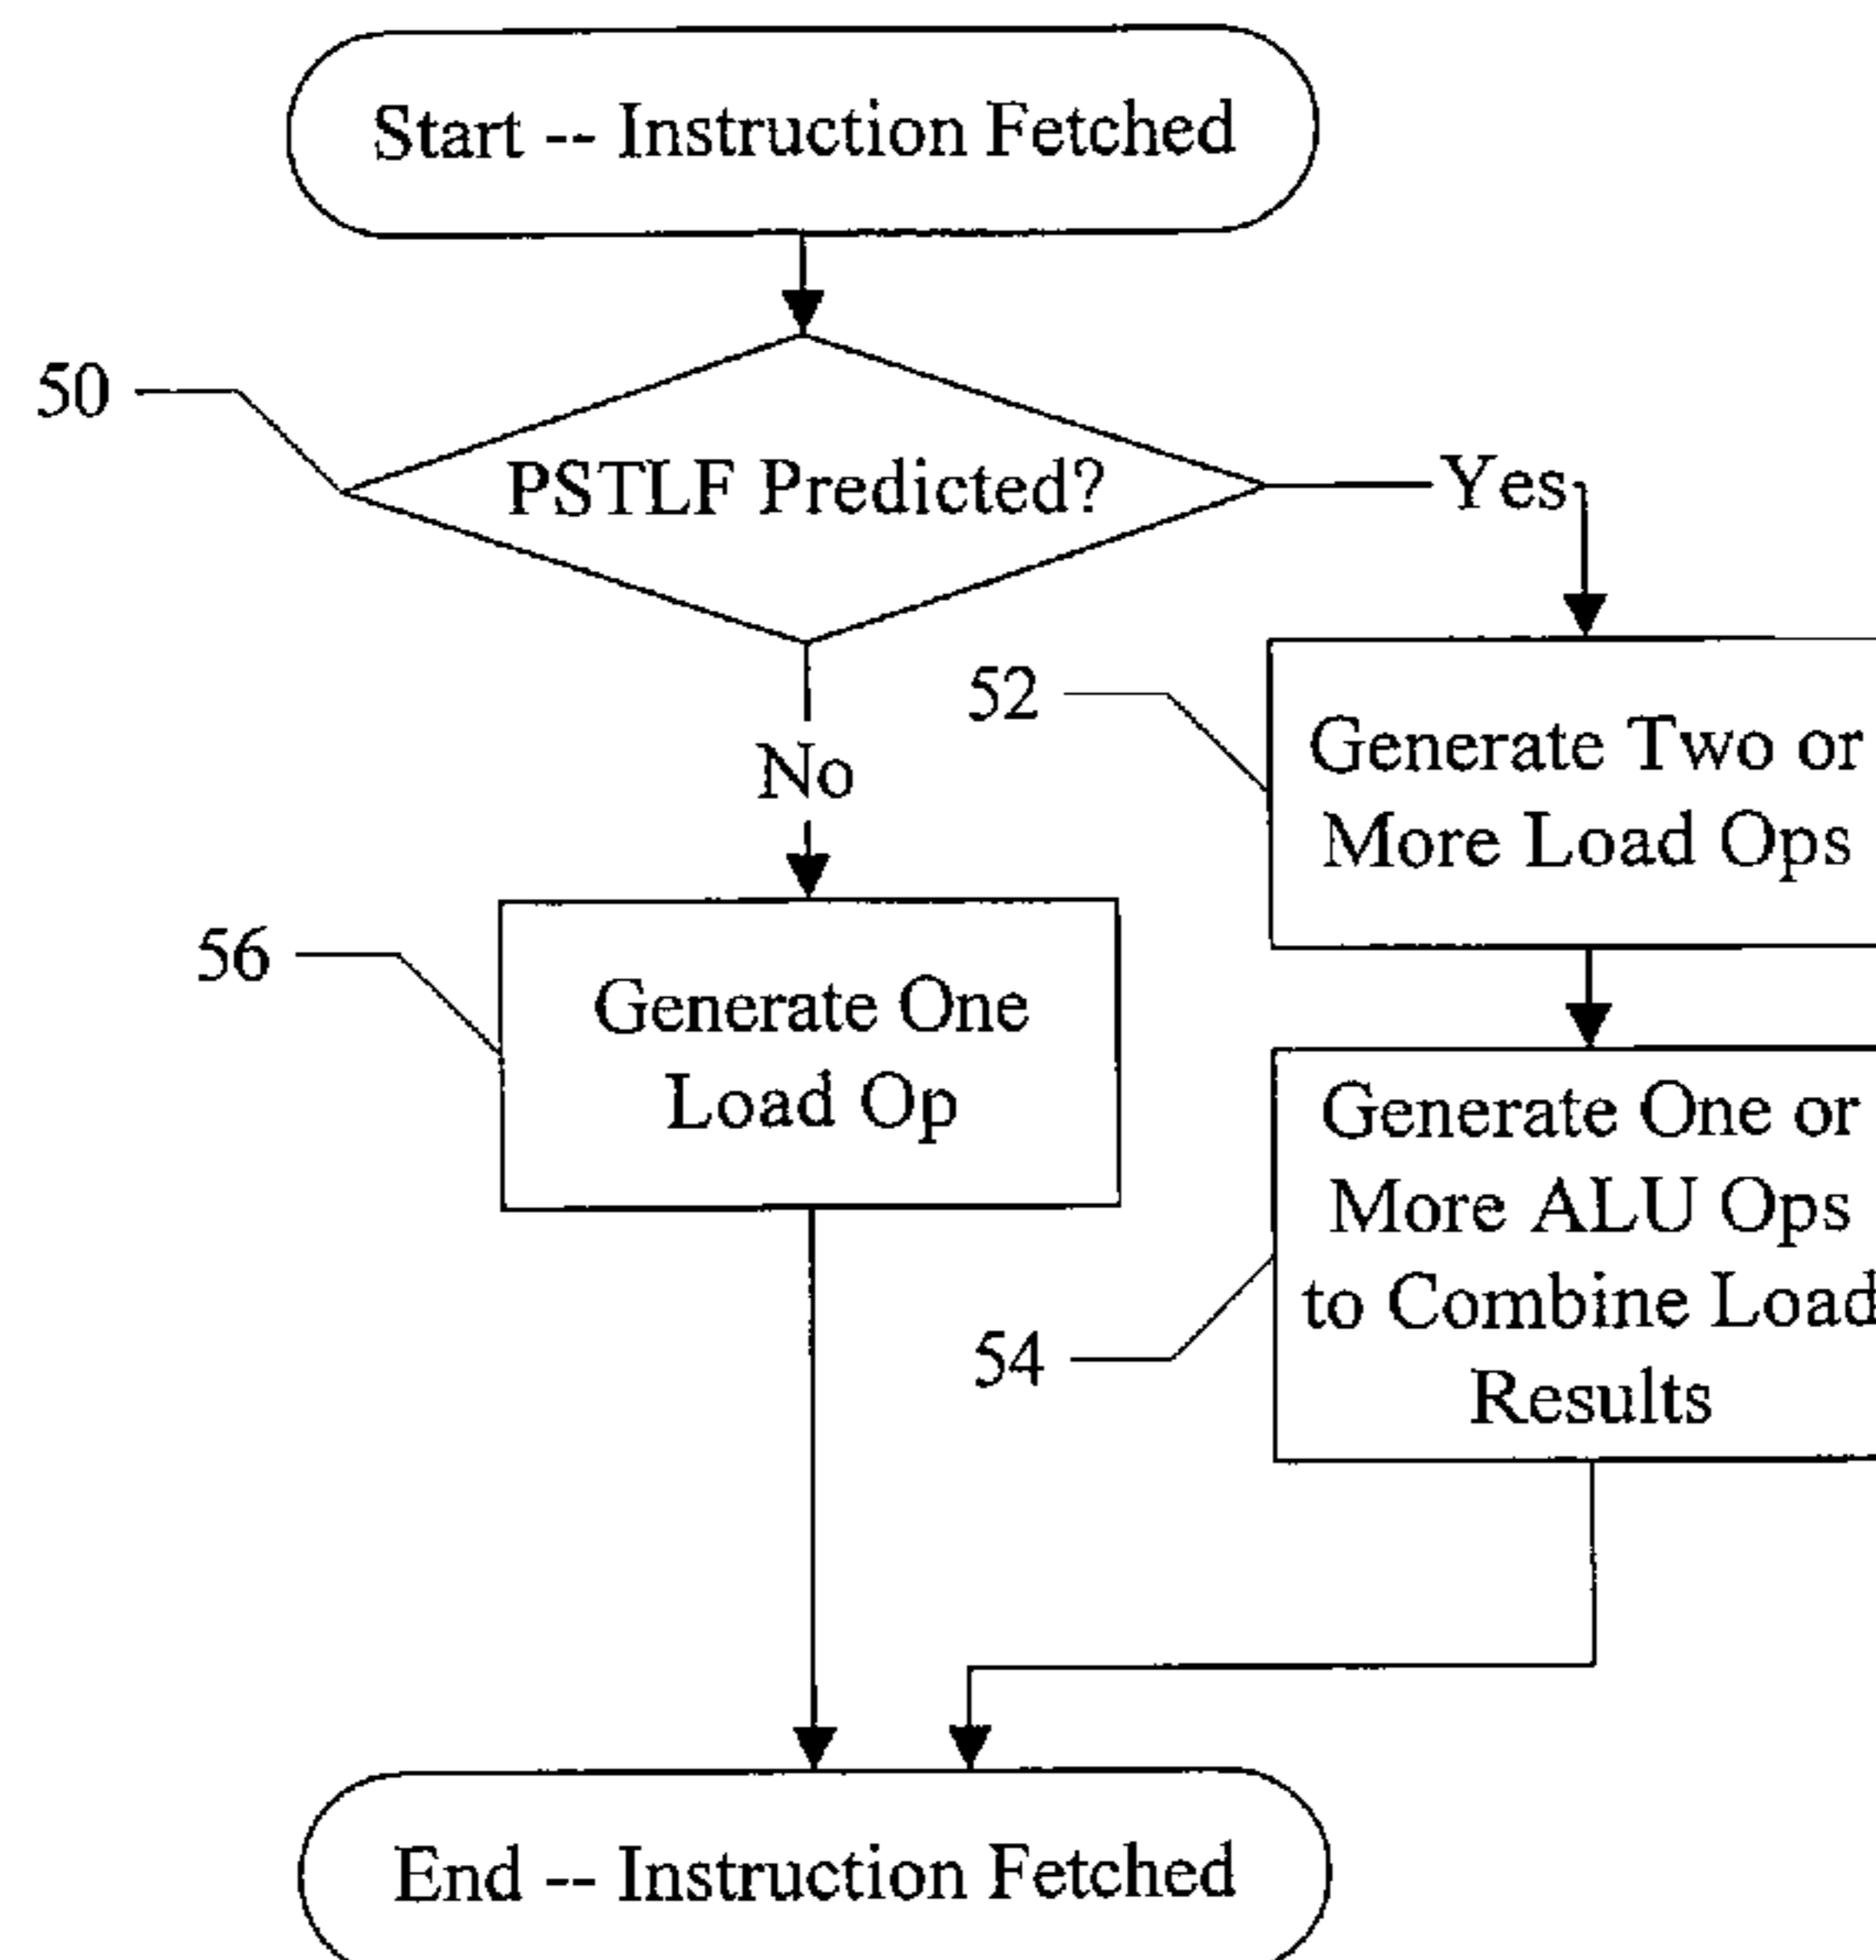 Start -- Instruction Fetched
50
PSTLF Predicted?
Yes
No
52
Generate Two or
More Load Ops
56
Generate One
Load Op
54
Generate One or
More ALU Ops
to Combine Load
Results
End -- Instruction Fetched